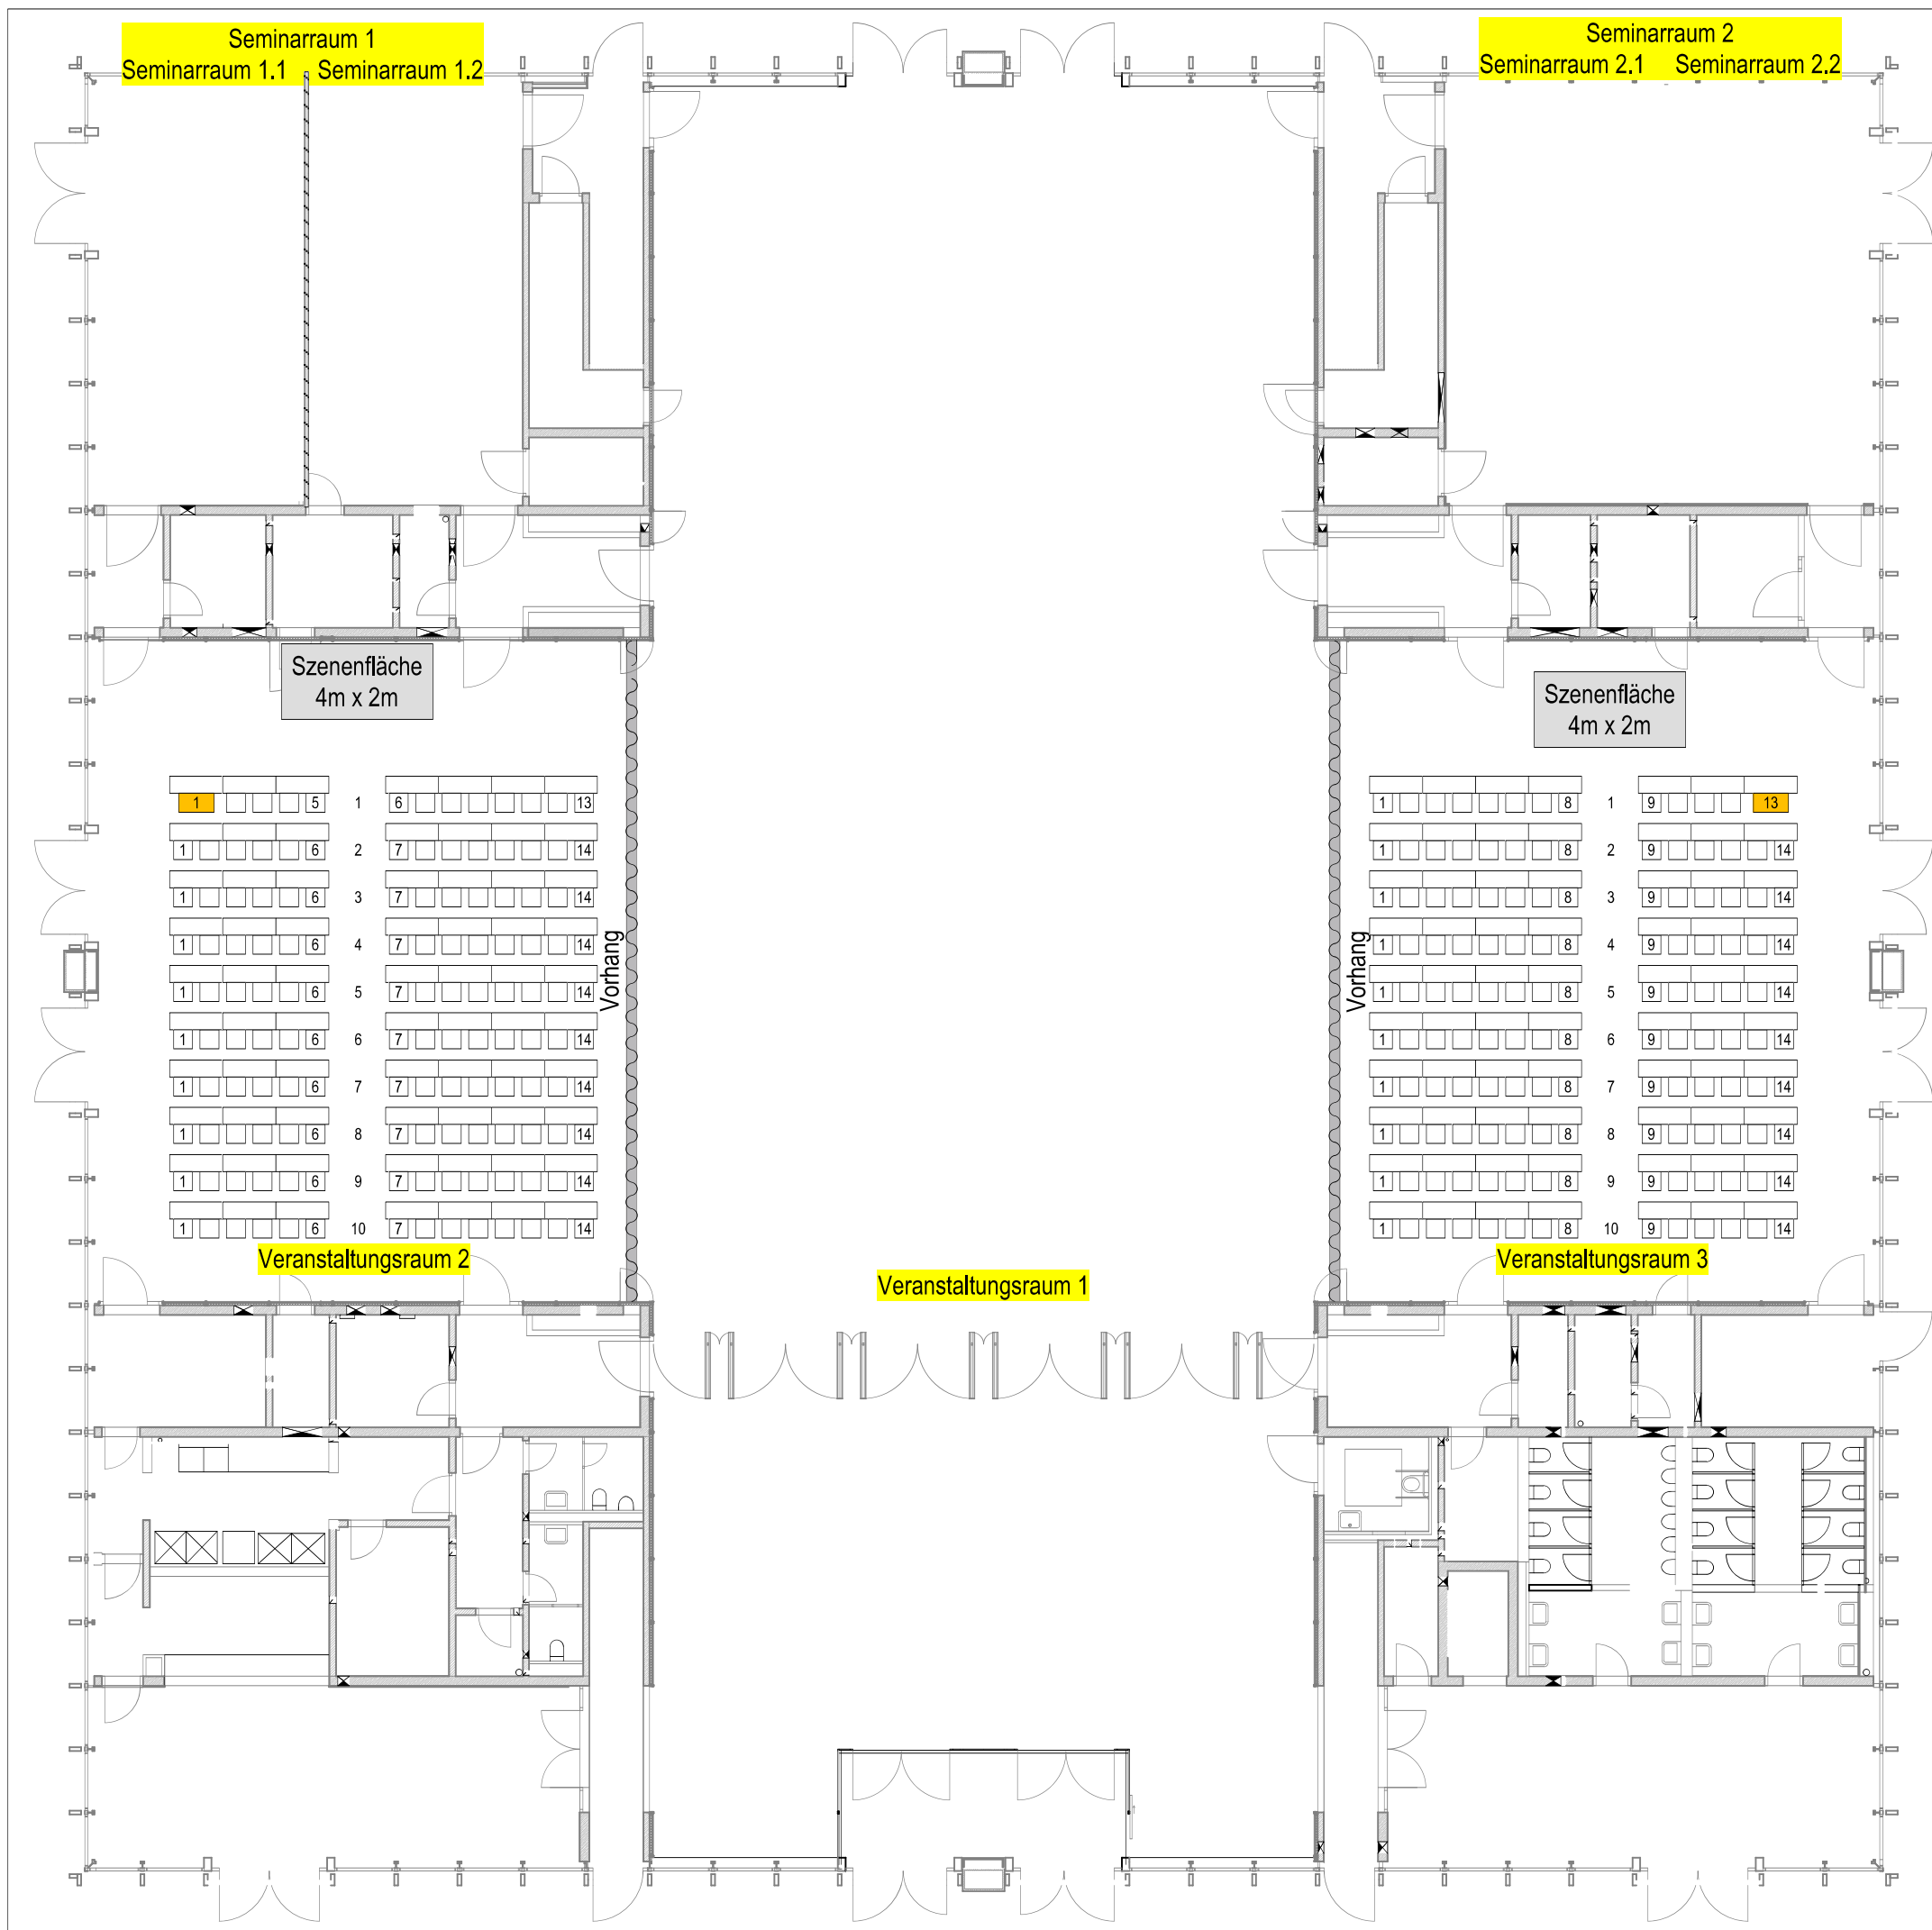 Seminarraum 1
Seminarraum 1.1 Seminarraum 1.2
Seminarraum 2
Seminarraum 2.1 Seminarraum 2.2
Szenenfläche
4m x 2m
Szenenfläche
4m x 2m
1 5 1 6 13
1 6 2 7 14
1 6 3 7 14
1 6 4 7 14
1 6 5 7 14
1 6 6 7 14
1 6 7 7 14
1 6 8 7 14
1 6 9 7 14
1 6 10 7 14
Vorhang
Vorhang
1 8 1 9 13
1 8 2 9 14
1 8 3 9 14
1 8 4 9 14
1 8 5 9 14
1 8 6 9 14
1 8 7 9 14
1 8 8 9 14
1 8 9 9 14
1 8 10 9 14
Veranstaltungsraum 2
Veranstaltungsraum 1
Veranstaltungsraum 3